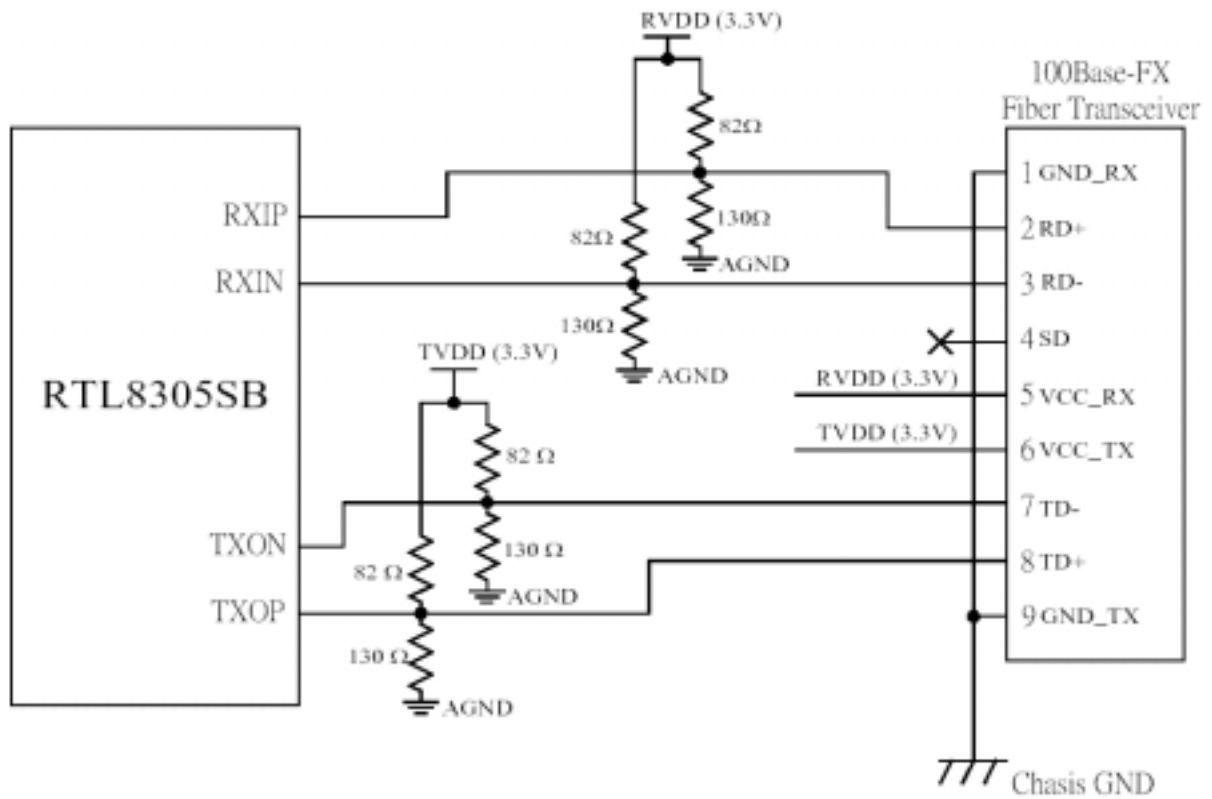 RVDD (3.3V)
100Base-FX
Fiber Transceiver
82Ω
1 GND_RX
RXIP
130Ω
2 RD+
82Ω
AGND
RXIN
3 RD-
130Ω
4 SD
TVDD (3.3V)
AGND
RVDD (3.3V)
5 VCC_RX
RTL8305SB
TVDD (3.3V)
6 VCC_TX
82 Ω
7 TD-
TXON
130 Ω
8 TD+
82 Ω
AGND
TXOP
9 GND_TX
130 Ω
AGND
Chasis GND